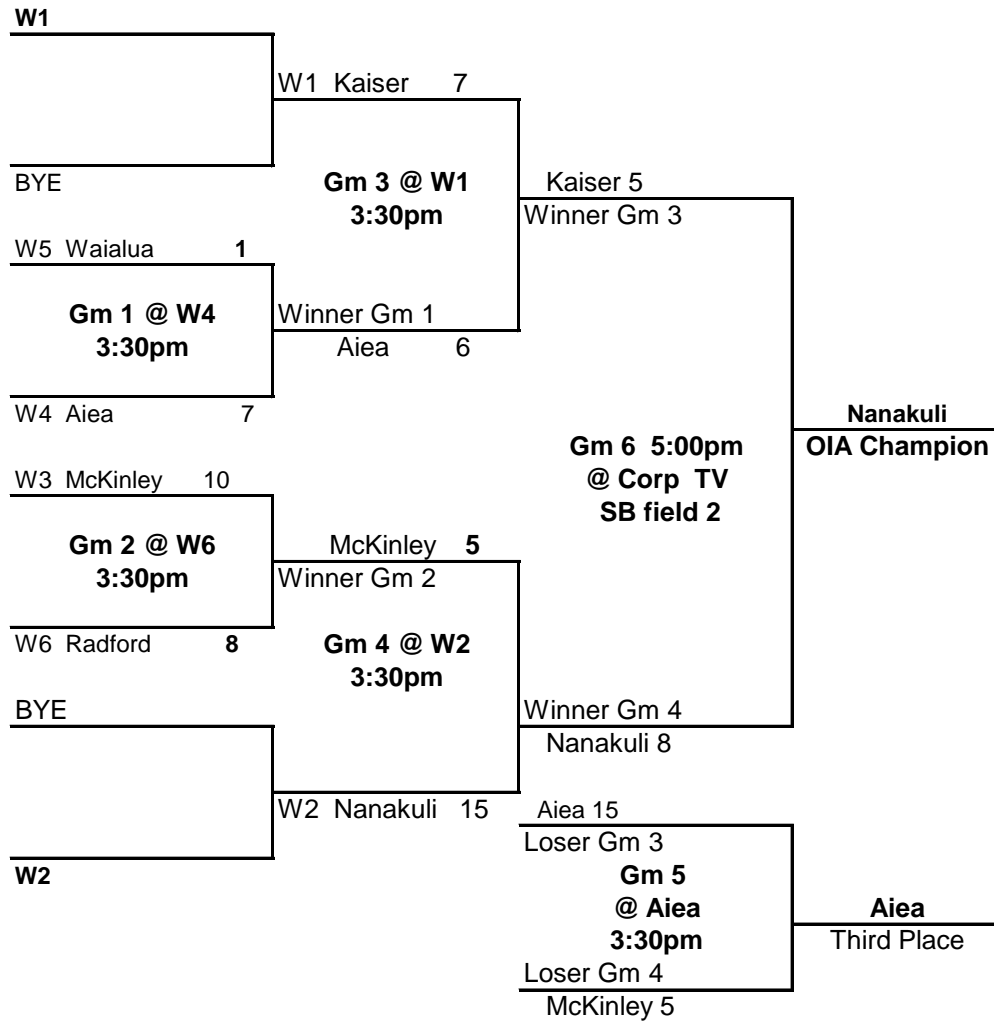 W1
W1 Kaiser 7
BYE
Gm 3 @ W1
3:30pm
Kaiser 5
Winner Gm 3
W5 Waialua 1
Gm 1 @ W4
3:30pm
Winner Gm 1
Aiea 6
W4 Aiea 7
Nanakuli
OIA Champion
Gm 6 5:00pm
@ Corp TV
SB field 2
W3 McKinley 10
Gm 2 @ W6
3:30pm
McKinley 5
Winner Gm 2
W6 Radford 8
Gm 4 @ W2
3:30pm
BYE
Winner Gm 4
Nanakuli 8
W2 Nanakuli 15
W2
Aiea 15
Loser Gm 3
Gm 5
@ Aiea
3:30pm
Aiea
Third Place
Loser Gm 4
McKinley 5